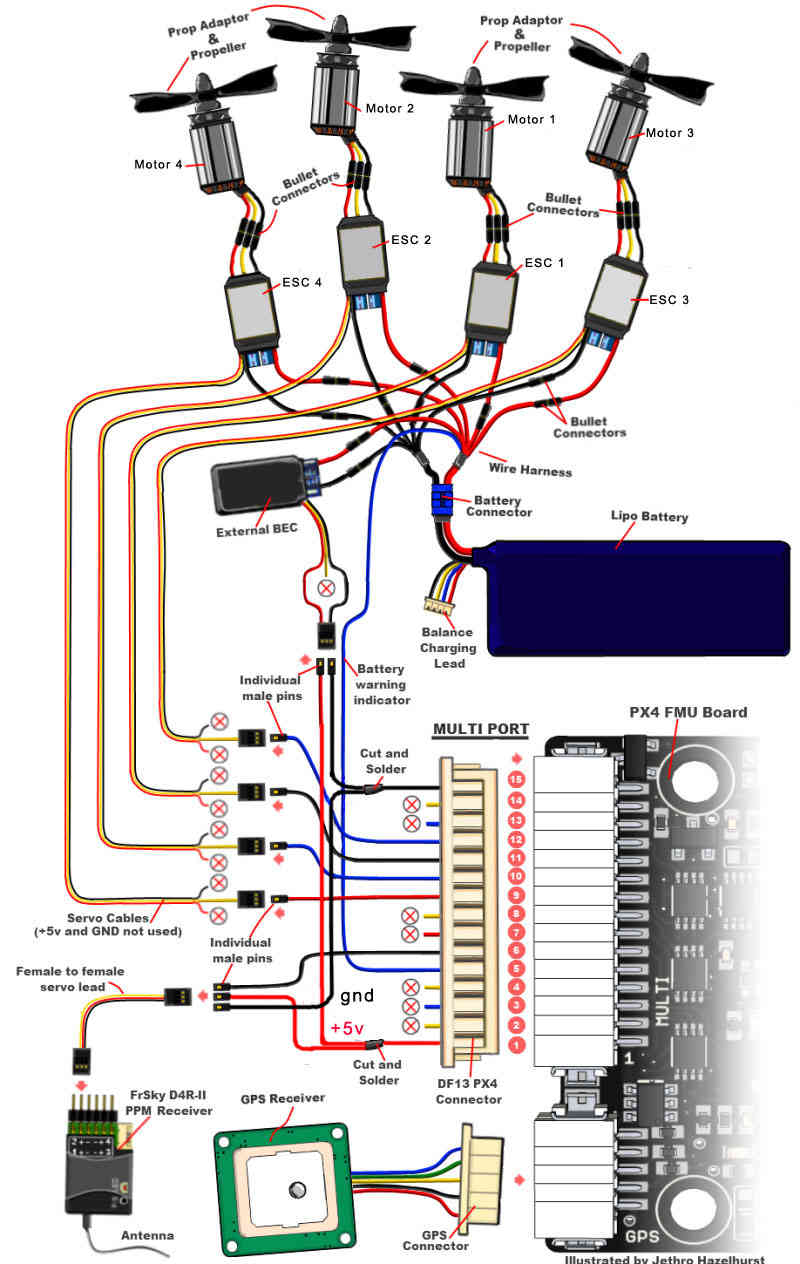 Prop Adaptor
&
Propeller
Prop Adaptor
&
Propeller
Motor 2
Motor 1
Motor 3
Motor 4
Bullet
Connectors
Bullet
Connectors
ESC 2
ESC 1
ESC 4
ESC 3
Bullet
Connectors
Wire Harness
Battery
Connector
Lipo Battery
External BEC
Balance
Charging
Lead
Individual
male pins
Battery
warning
indicator
MULTI PORT
PX4 FMU Board
Cut and
Solder
15
14
13
12
11
10
9
8
7
6
5
4
3
2
1
Servo Cables
(+5v and GND not used)
Individual
male pins
Female to female
servo lead
gnd
+5v
MULTI
1
Cut and
Solder
DF13 PX4
Connector
FrSky D4R-II
PPM Receiver
GPS Receiver
Antenna
GPS
Connector
GPS
Illustrated by Jethro Hazelhurst